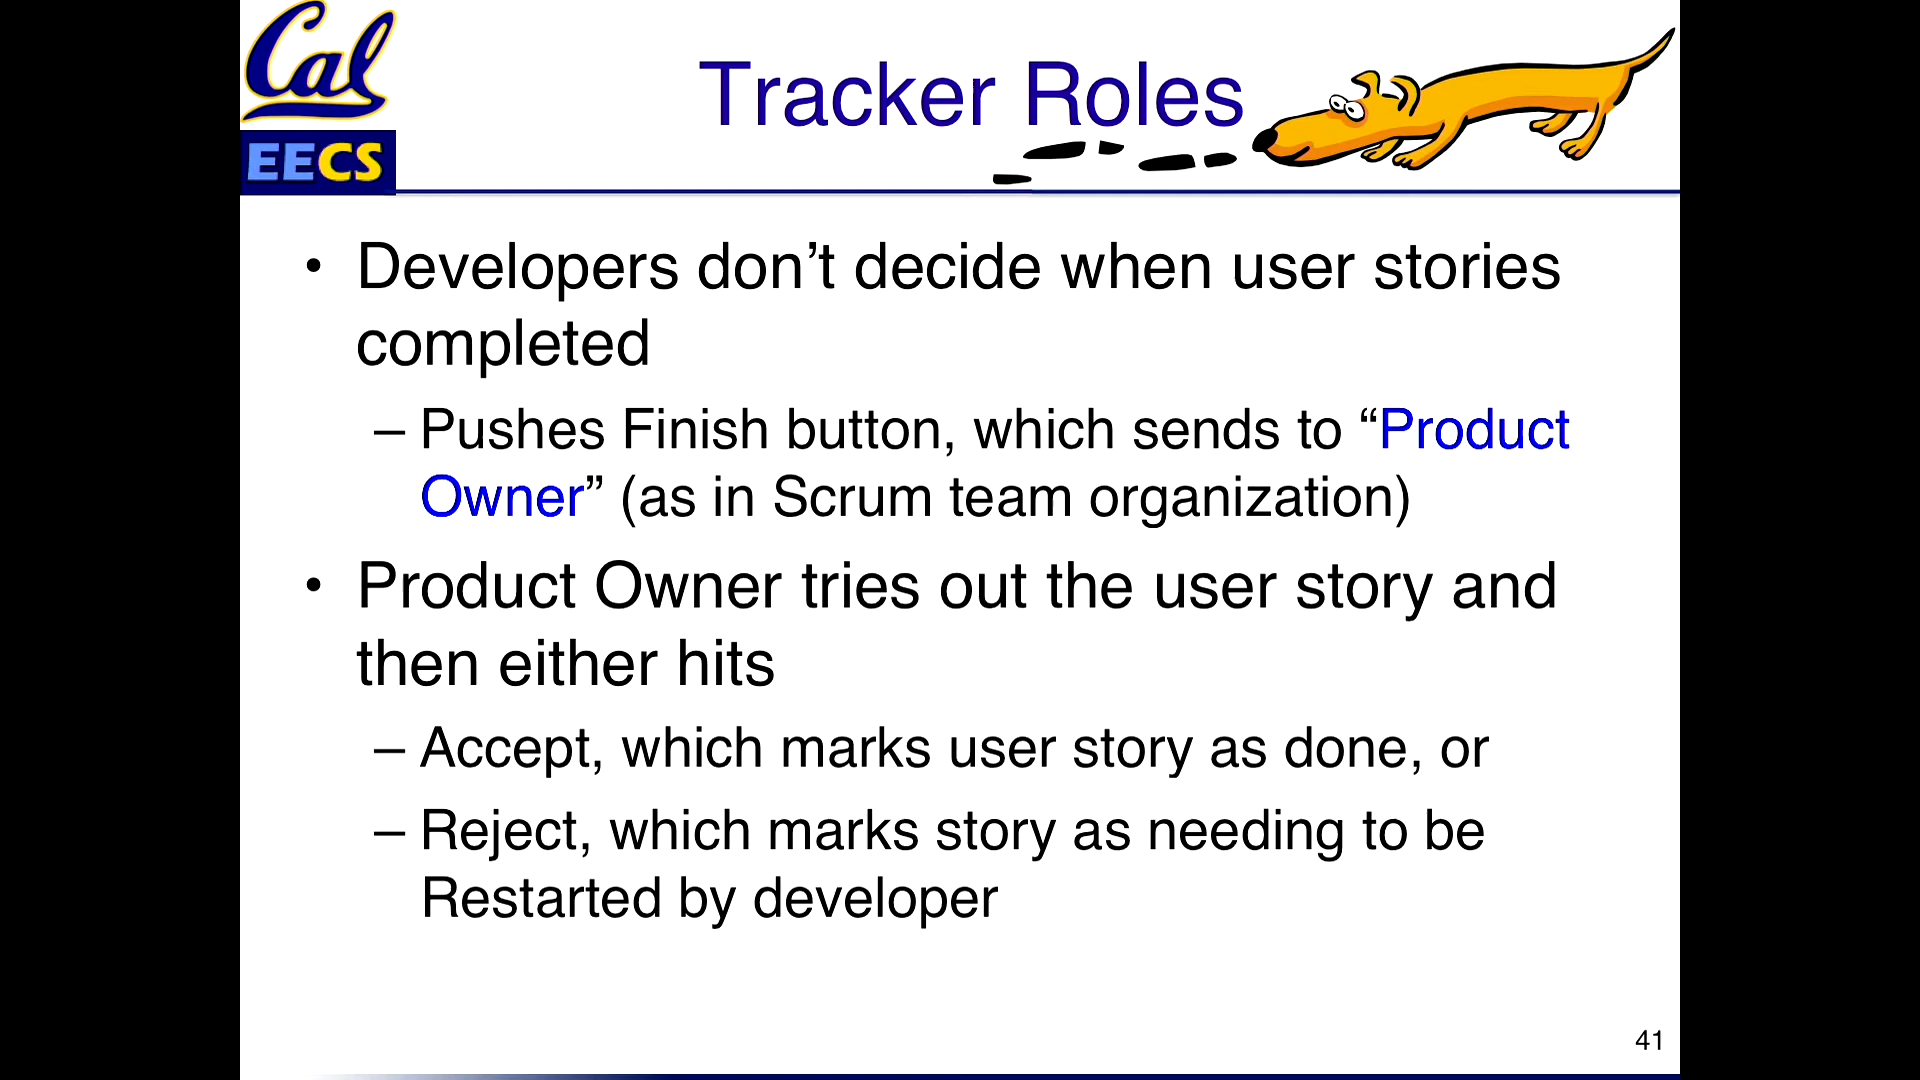 Cal
EECS
Tracker Roles
• Developers don’t decide when user stories
completed
– Pushes Finish button, which sends to “Product
Owner” (as in Scrum team organization)
• Product Owner tries out the user story and
then either hits
– Accept, which marks user story as done, or
– Reject, which marks story as needing to be
Restarted by developer
41